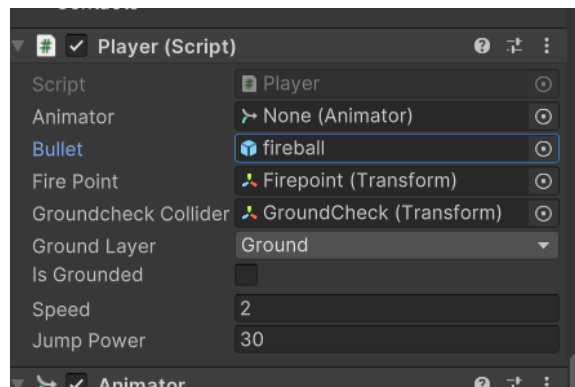 Player (Script)
Script Player
Animator None (Animator)
Bullet fireball
Fire Point Firepoint (Transform)
Groundcheck Collider GroundCheck (Transform)
Ground Layer Ground
Is Grounded
Speed 2
Jump Power 30
Animator